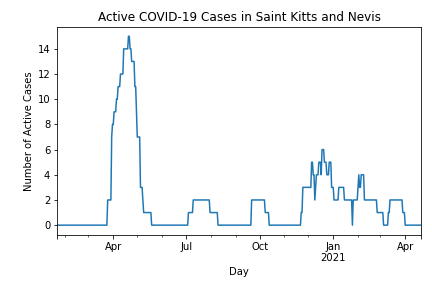 Active COVID-19 Cases in Saint Kitts and Nevis
Number of Active Cases
14
12
10
8
6
4
2
0
Apr
Jul
Oct
Jan
2021
Apr
Day